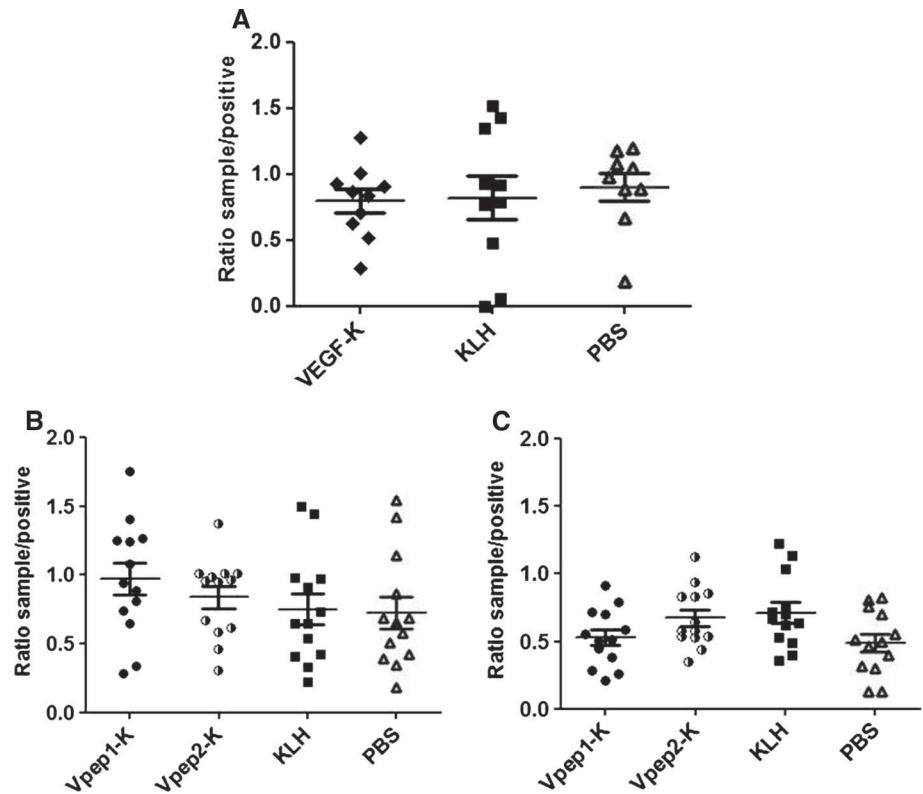 A
Ratio sample/positive
2.0
1.5
1.0
0.5
0.0
VEGF-K
KLH
PBS
B
Ratio sample/positive
2.0
1.5
1.0
0.5
0.0
Vpep1-K
Vpep2-K
KLH
PBS
C
Ratio sample/positive
2.0
1.5
1.0
0.5
0.0
Vpep1-K
Vpep2-K
KLH
PBS